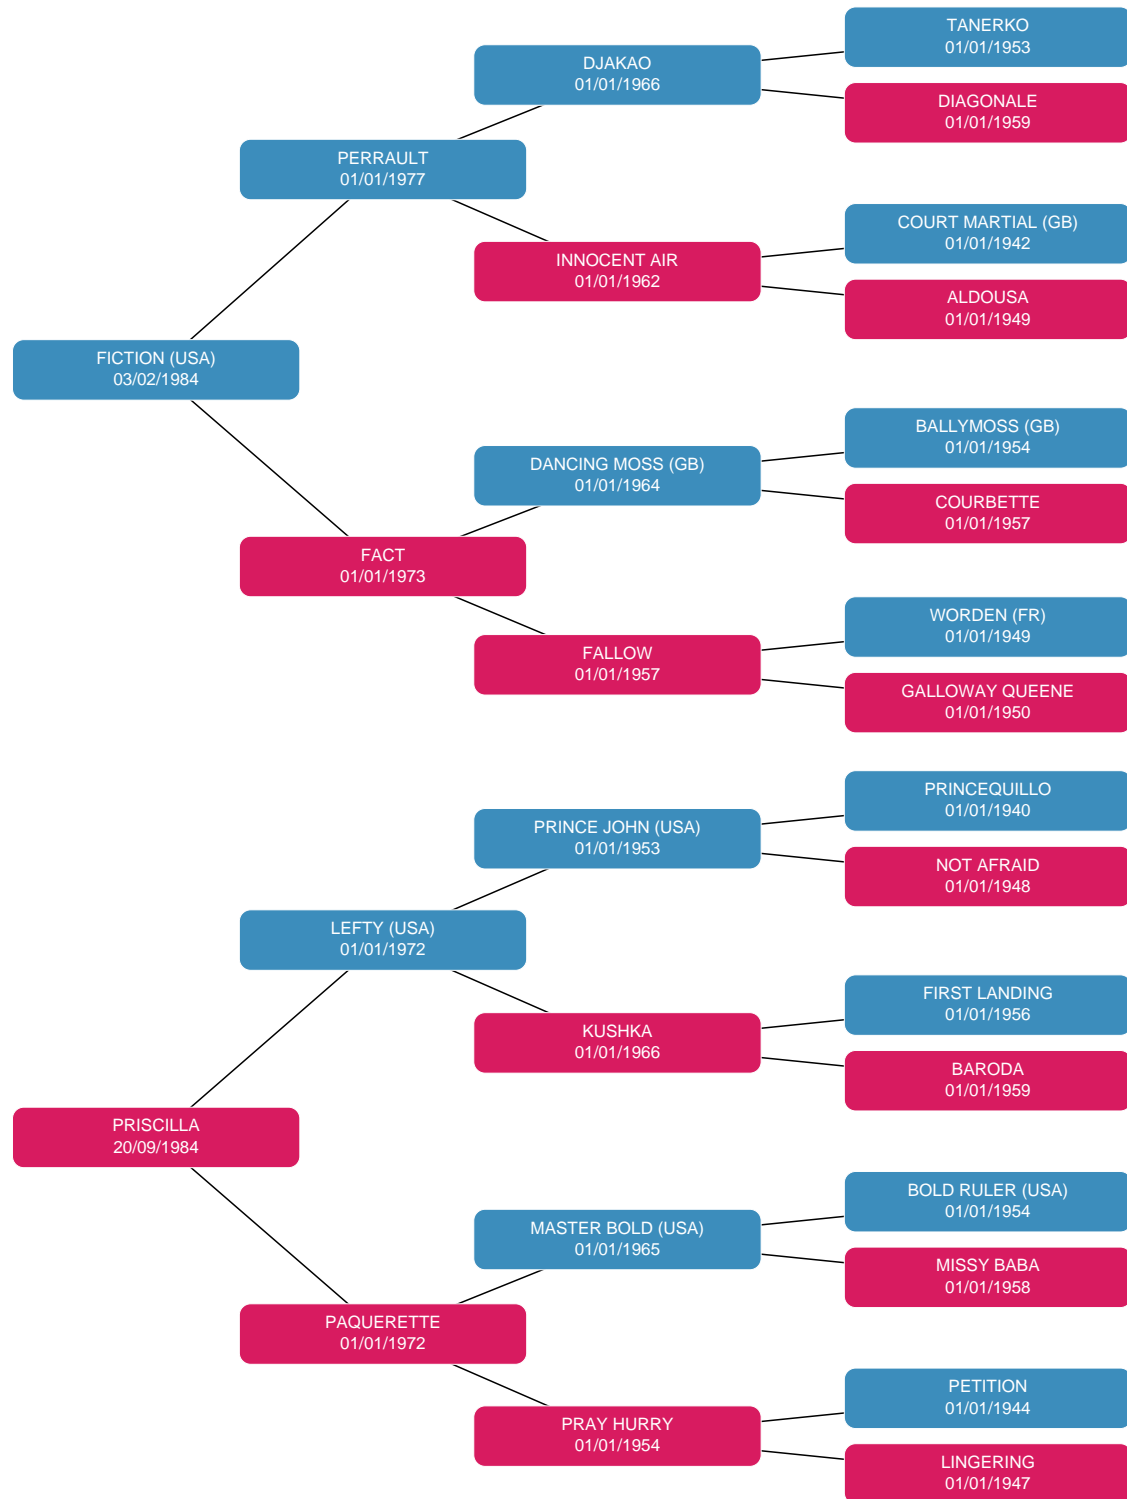 TANERKO
01/01/1953
DJAKAO
01/01/1966
DIAGONALE
01/01/1959
PERRAULT
01/01/1977
COURT MARTIAL (GB)
01/01/1942
INNOCENT AIR
01/01/1962
ALDOUSA
01/01/1949
FICTION (USA)
03/02/1984
BALLYMOSS (GB)
01/01/1954
DANCING MOSS (GB)
01/01/1964
COURBETTE
01/01/1957
FACT
01/01/1973
WORDEN (FR)
01/01/1949
FALLOW
01/01/1957
GALLOWAY QUEENE
01/01/1950
PRINCEQUILLO
01/01/1940
PRINCE JOHN (USA)
01/01/1953
NOT AFRAID
01/01/1948
LEFTY (USA)
01/01/1972
FIRST LANDING
01/01/1956
KUSHKA
01/01/1966
BARODA
01/01/1959
PRISCILLA
20/09/1984
BOLD RULER (USA)
01/01/1954
MASTER BOLD (USA)
01/01/1965
MISSY BABA
01/01/1958
PAQUERETTE
01/01/1972
PETITION
01/01/1944
PRAY HURRY
01/01/1954
LINGERING
01/01/1947